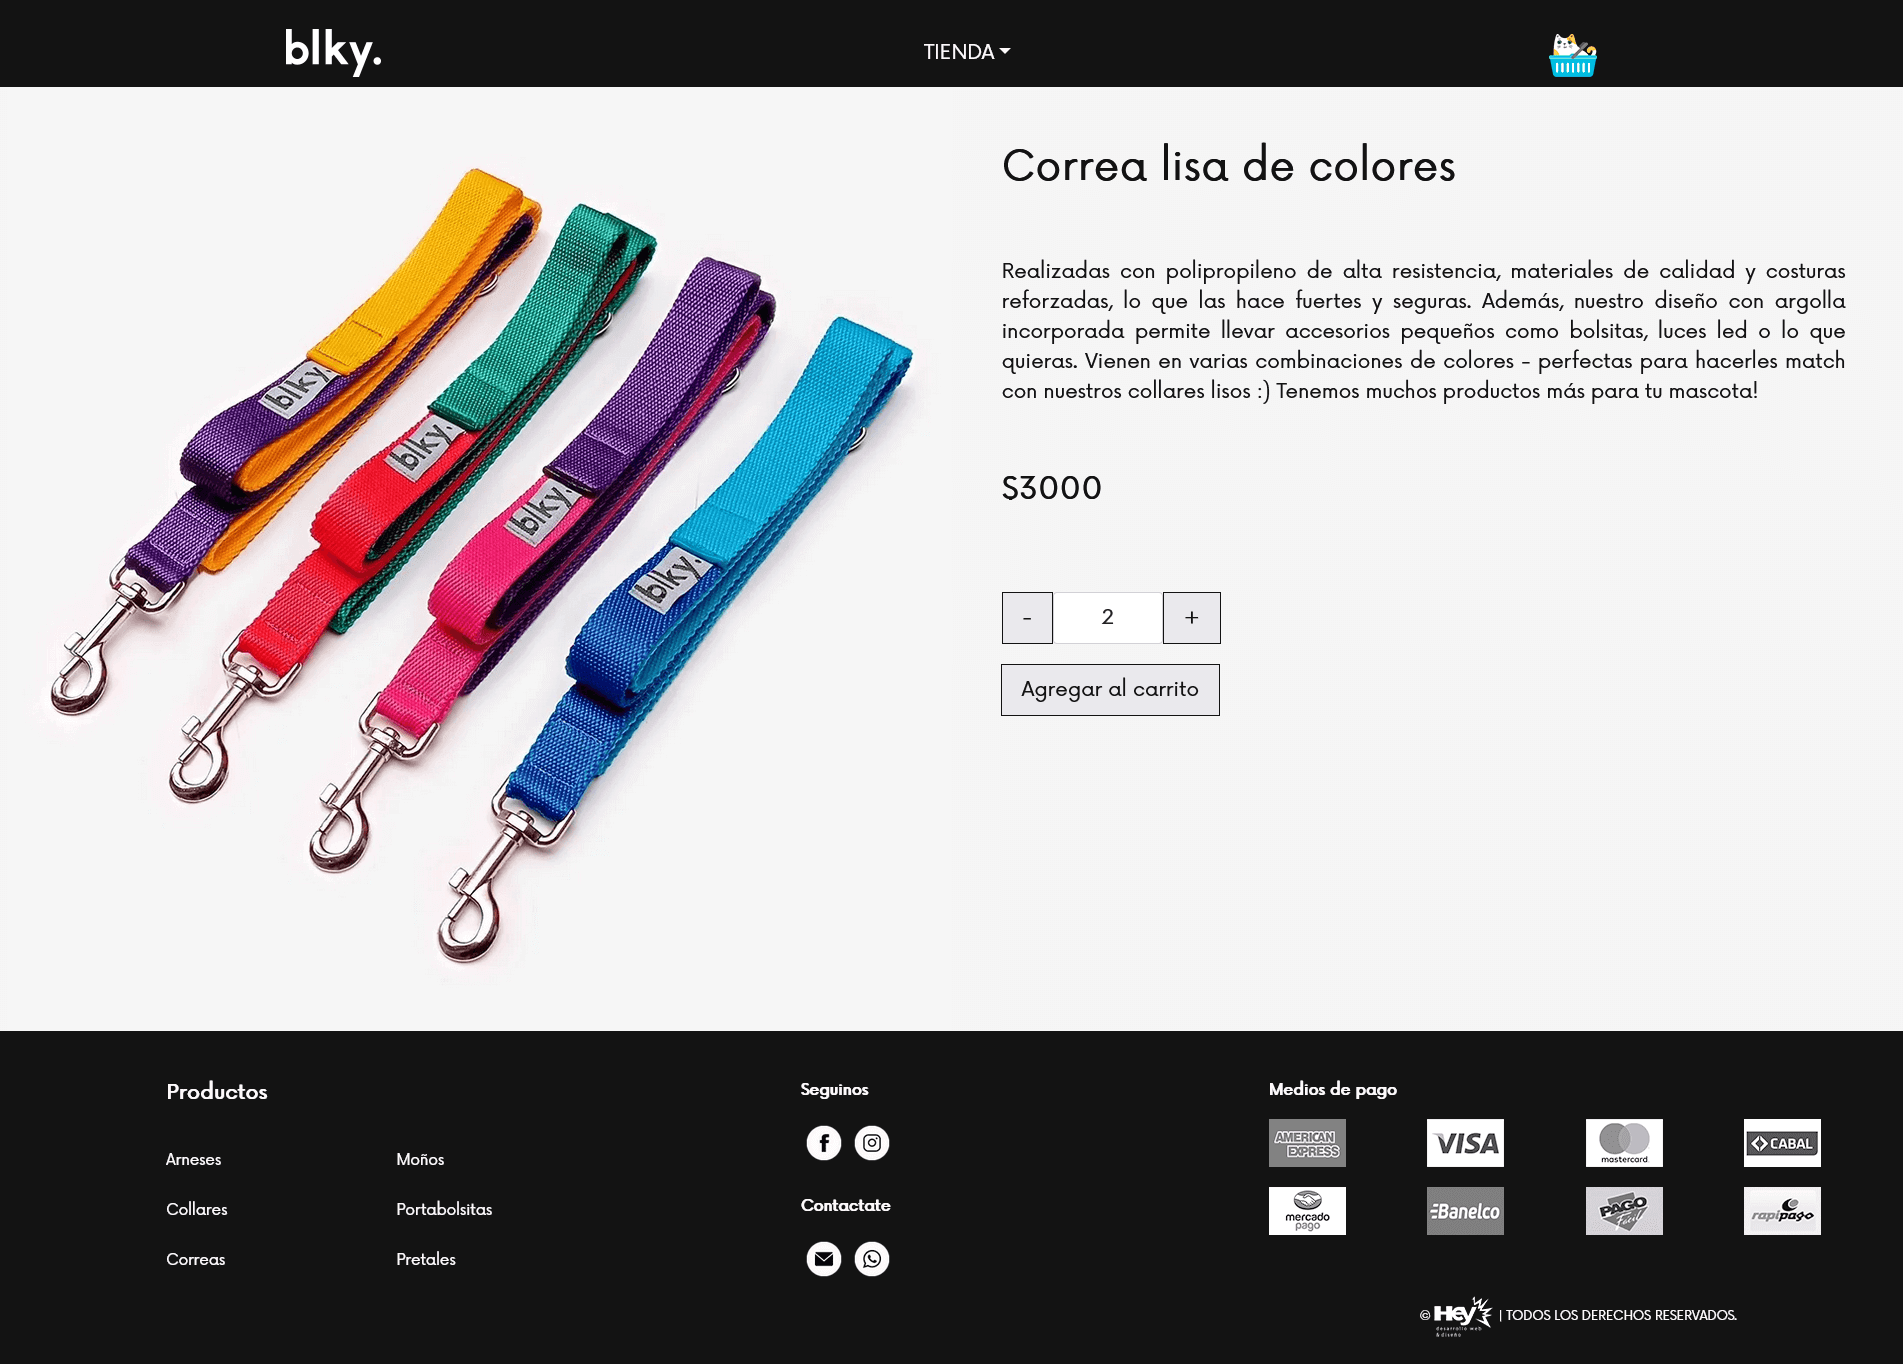 blky.
TIENDA
Correa lisa de colores
Realizadas con polipropileno de alta resistencia, materiales de calidad y costuras
reforzadas, lo que las hace fuertes y seguras. Además, nuestro diseño con argolla
incorporada permite llevar accesorios pequeños como bolsitas, luces led o lo que
quieras. Vienen en varias combinaciones de colores - perfectas para hacerles match
con nuestros collares lisos :) Tenemos muchos productos más para tu mascota!
$3000
- 2 +
Agregar al carrito
blky.
blky.
blky.
blky.
Productos
Arneses
Moños
Collares
Portabolsitas
Correas
Pretales
Seguinos
Contactate
Medios de pago
AMERICAN
EXPRESS
VISA
mastercard
CABAL
mercado
pago
Banelco
PAGO
Fácil
rapipago
© Hey | TODOS LOS DERECHOS RESERVADOS.
desarrollo web
& diseño